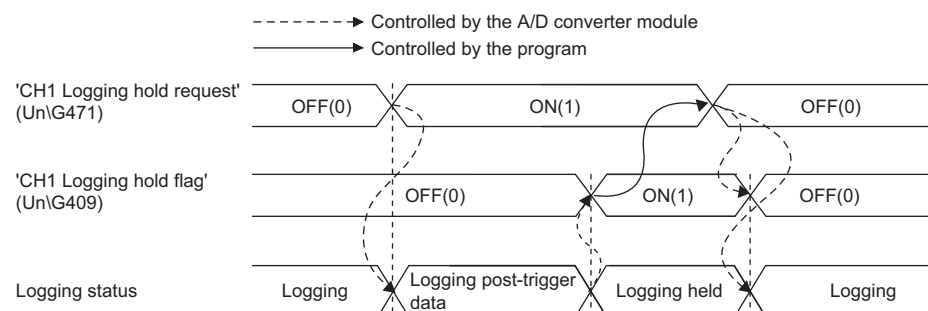 Controlled by the A/D converter module
Controlled by the program
'CH1 Logging hold request'
(Un\G471)
OFF(0)
ON(1)
OFF(0)
'CH1 Logging hold flag'
(Un\G409)
OFF(0)
ON(1)
OFF(0)
Logging status
Logging
Logging post-trigger
data
Logging held
Logging